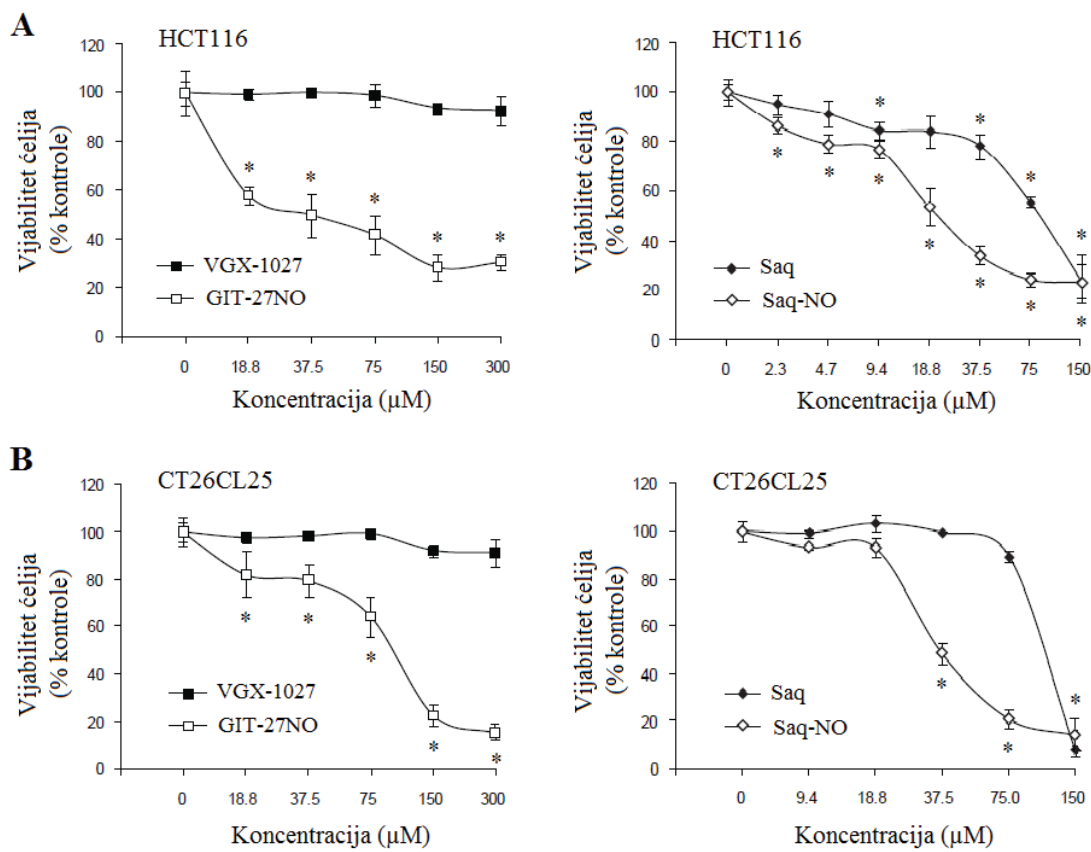 A
HCT116
120
100
80
60
40
20
0
Vijabilitet ćelija
(% kontrole)
* * * * *
VGX-1027
GIT-27NO
0 18.8 37.5 75 150 300
Koncentracija (µM)
HCT116
120
100
80
60
40
20
0
Vijabilitet ćelija
(% kontrole)
* * * *
* * * * * * *
Saq
Saq-NO
0 2.3 4.7 9.4 18.8 37.5 75 150
Koncentracija (µM)
B
CT26CL25
120
100
80
60
40
20
0
Vijabilitet ćelija
(% kontrole)
* * * * *
VGX-1027
GIT-27NO
0 18.8 37.5 75 150 300
Koncentracija (µM)
CT26CL25
120
100
80
60
40
20
0
Vijabilitet ćelija
(% kontrole)
* * *
Saq
Saq-NO
0 9.4 18.8 37.5 75.0 150
Koncentracija (µM)